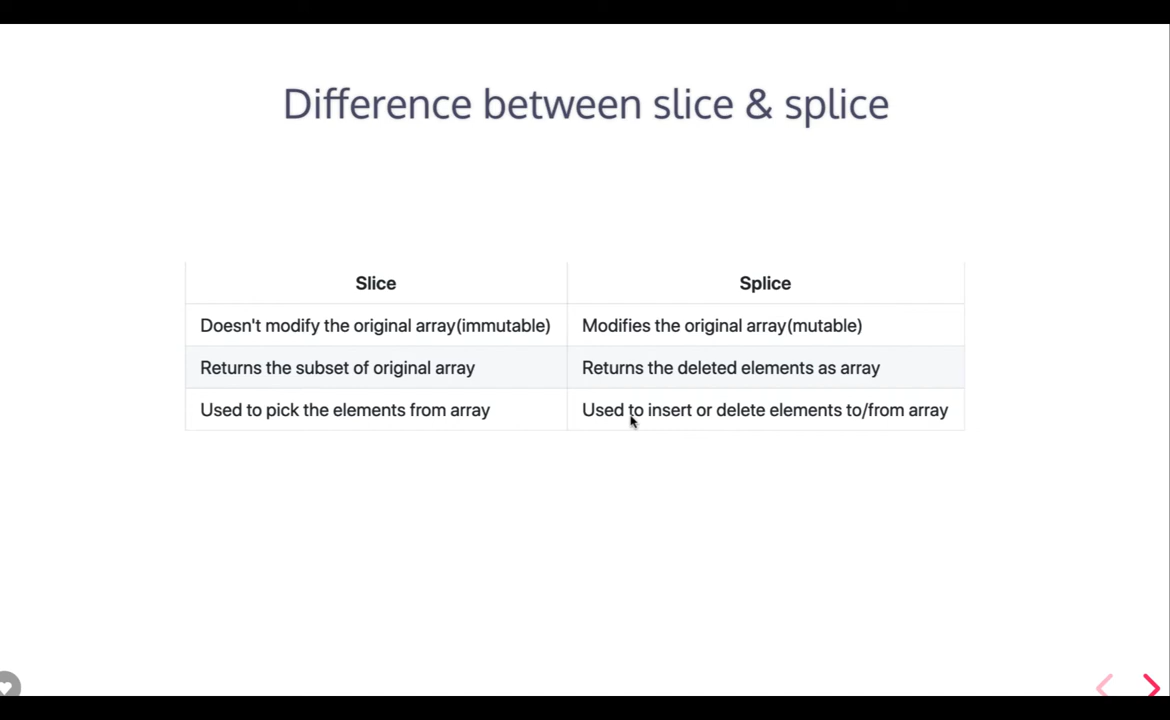 Difference between slice & splice
Slice
Splice
Doesn't modify the original array(immutable)
Modifies the original array(mutable)
Returns the subset of original array
Returns the deleted elements as array
Used to pick the elements from array
Used to insert or delete elements to/from array